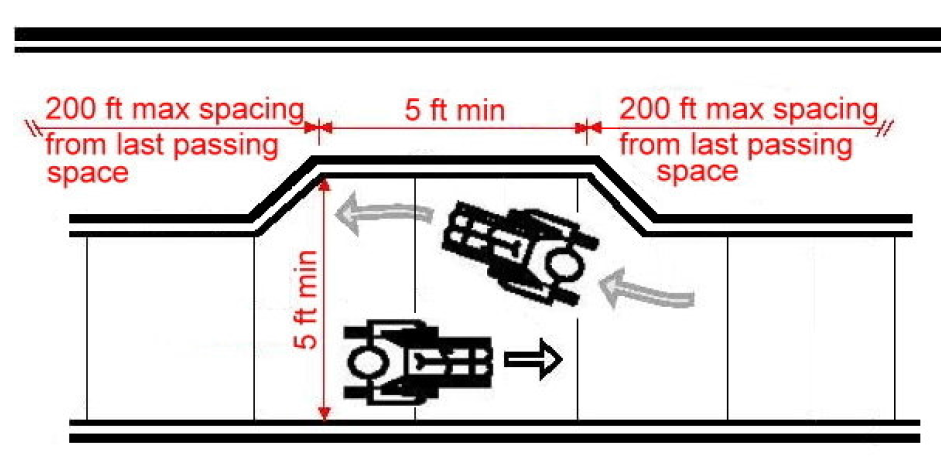 200 ft max spacing
from last passing
space
5 ft min
200 ft max spacing
from last passing
space
5 ft min